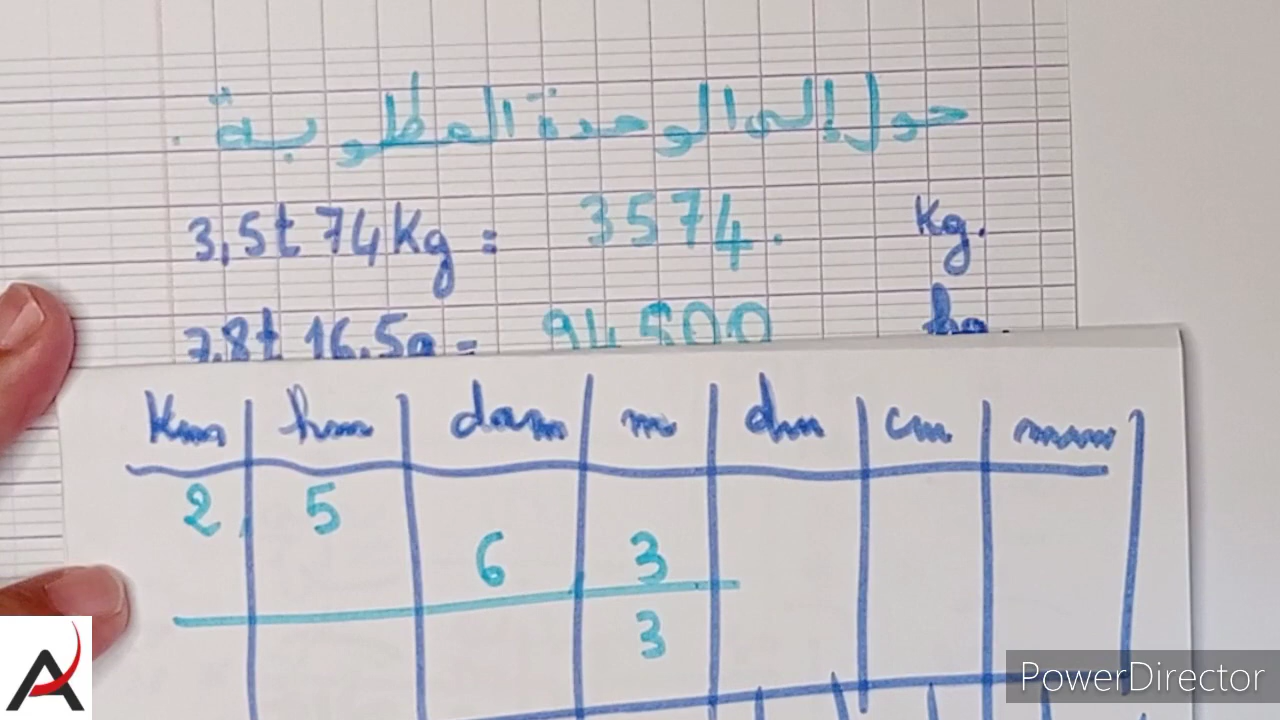 حول إلى الوحدة المطلوبة .
3,5t 74kg = 3574. kg.
Km hm dam m dm cm mm
2, 5
6 3
3
PowerDirector